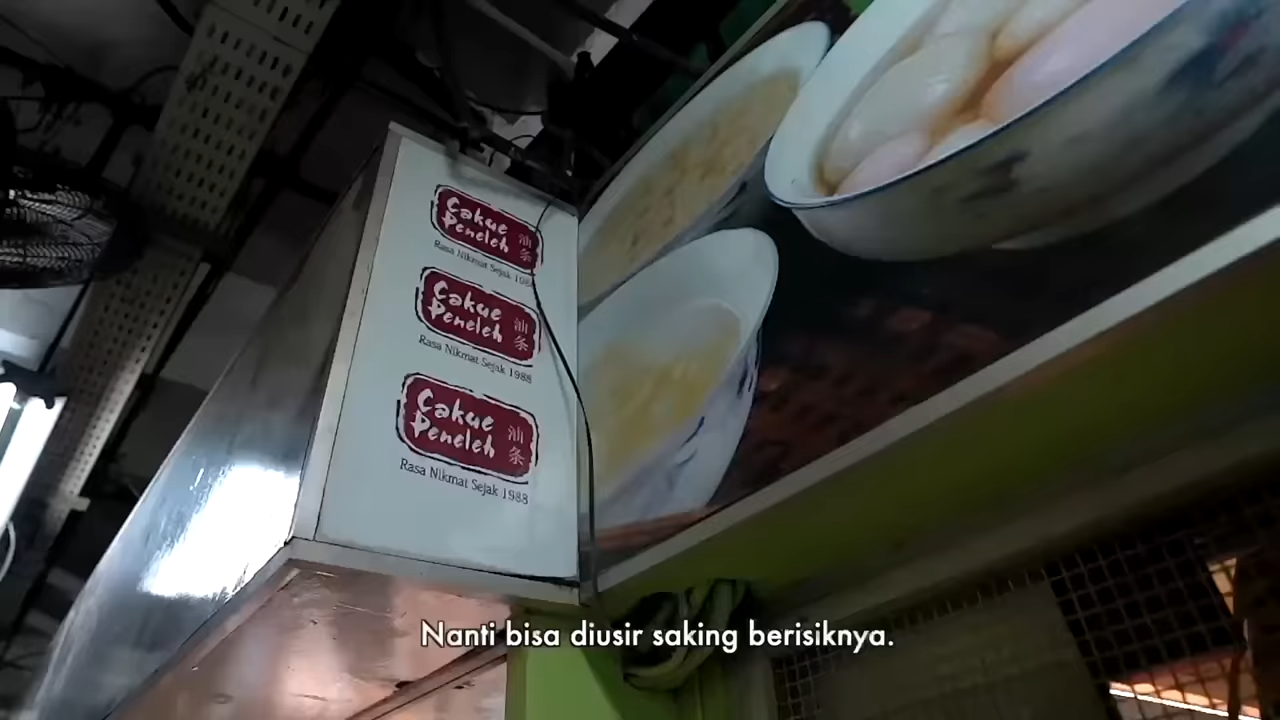 Cakue
Peneleh
油条
Rasa Nikmat Sejak 198
Cakue
Peneleh
油条
Rasa Nikmat Sejak 1988
Cakue
Peneleh
油条
Rasa Nikmat Sejak 1988
Nanti bisa diusir saking berisiknya.